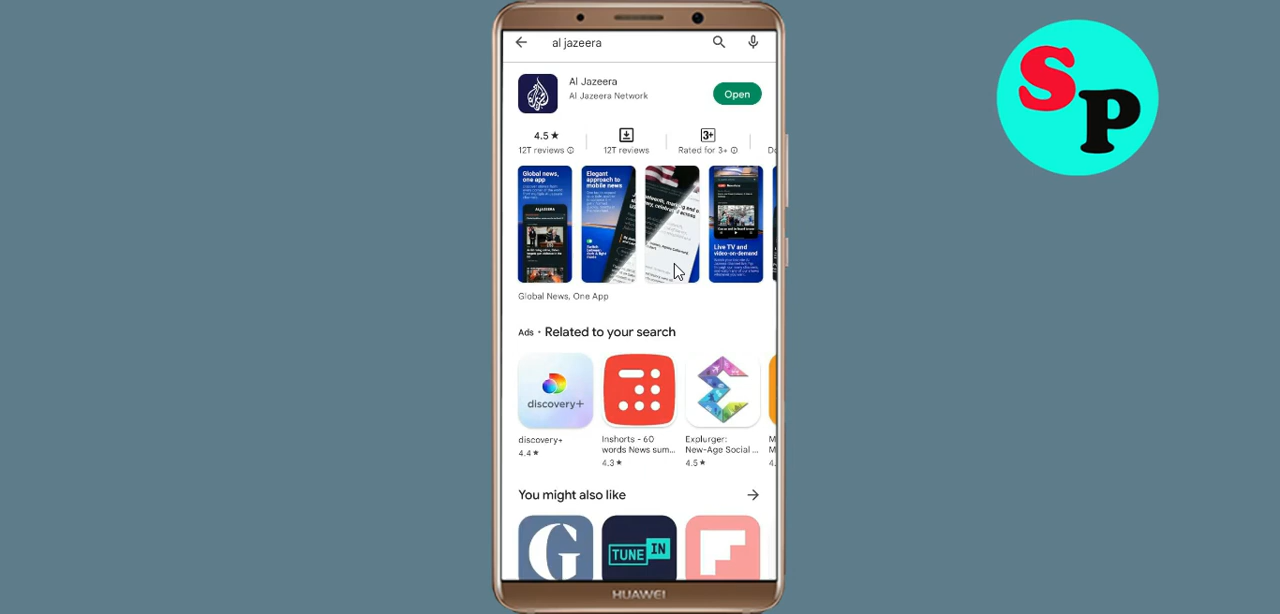 al jazeera
Al Jazeera
Al Jazeera Network
Open
4.5★
12T reviews
12T reviews
3+
Rated for 3+
Global news,
one app
Elegant
approach to
mobile news
Live TV and
video-on-demand
Global News, One App
Ads • Related to your search
discovery+
discovery+
4.4★
Inshorts - 60
words News sum...
4.3★
Explurger:
New-Age Social ...
4.5★
You might also like
G
TUNE IN
HUAWEI
SP